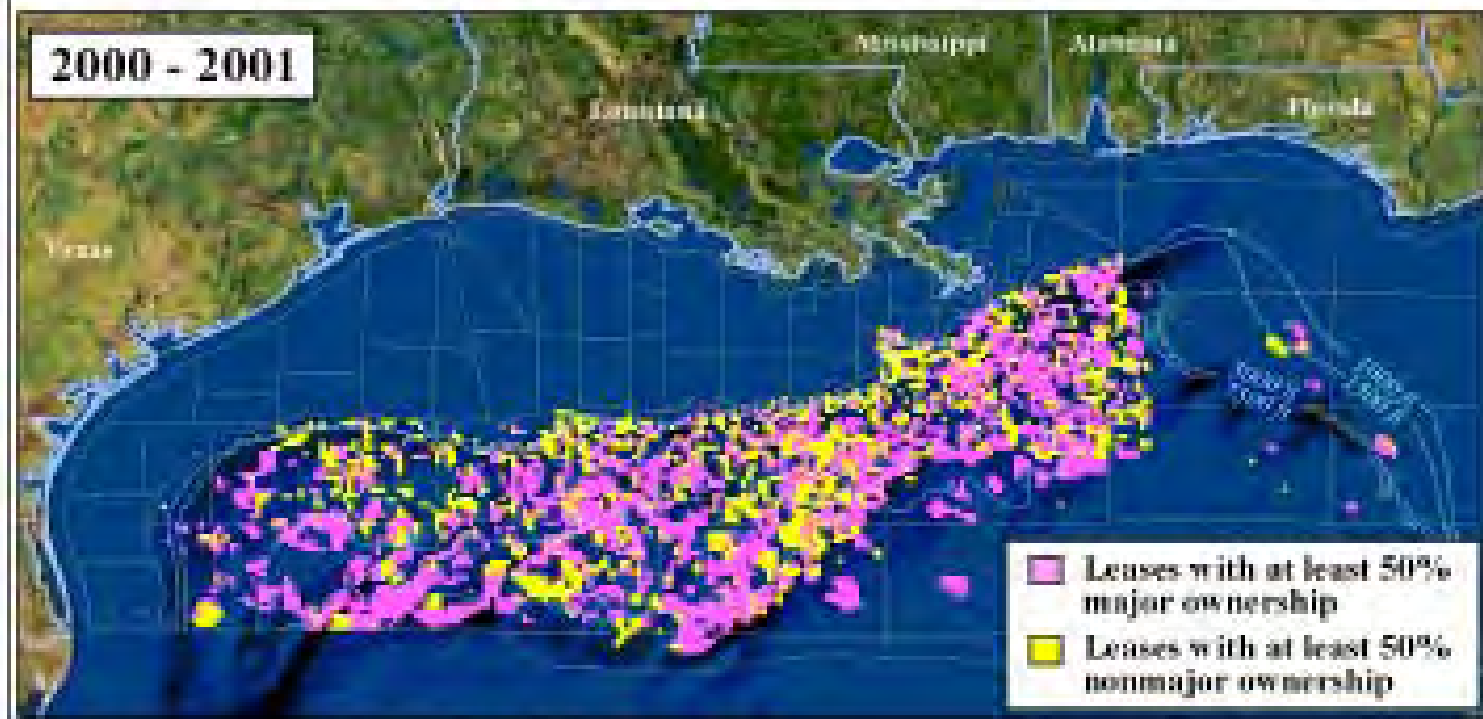 2000 - 2001
Mississippi
Alabama
Louisiana
Florida
Texas
Leases with at least 50%
major ownership
Leases with at least 50%
nonmajor ownership